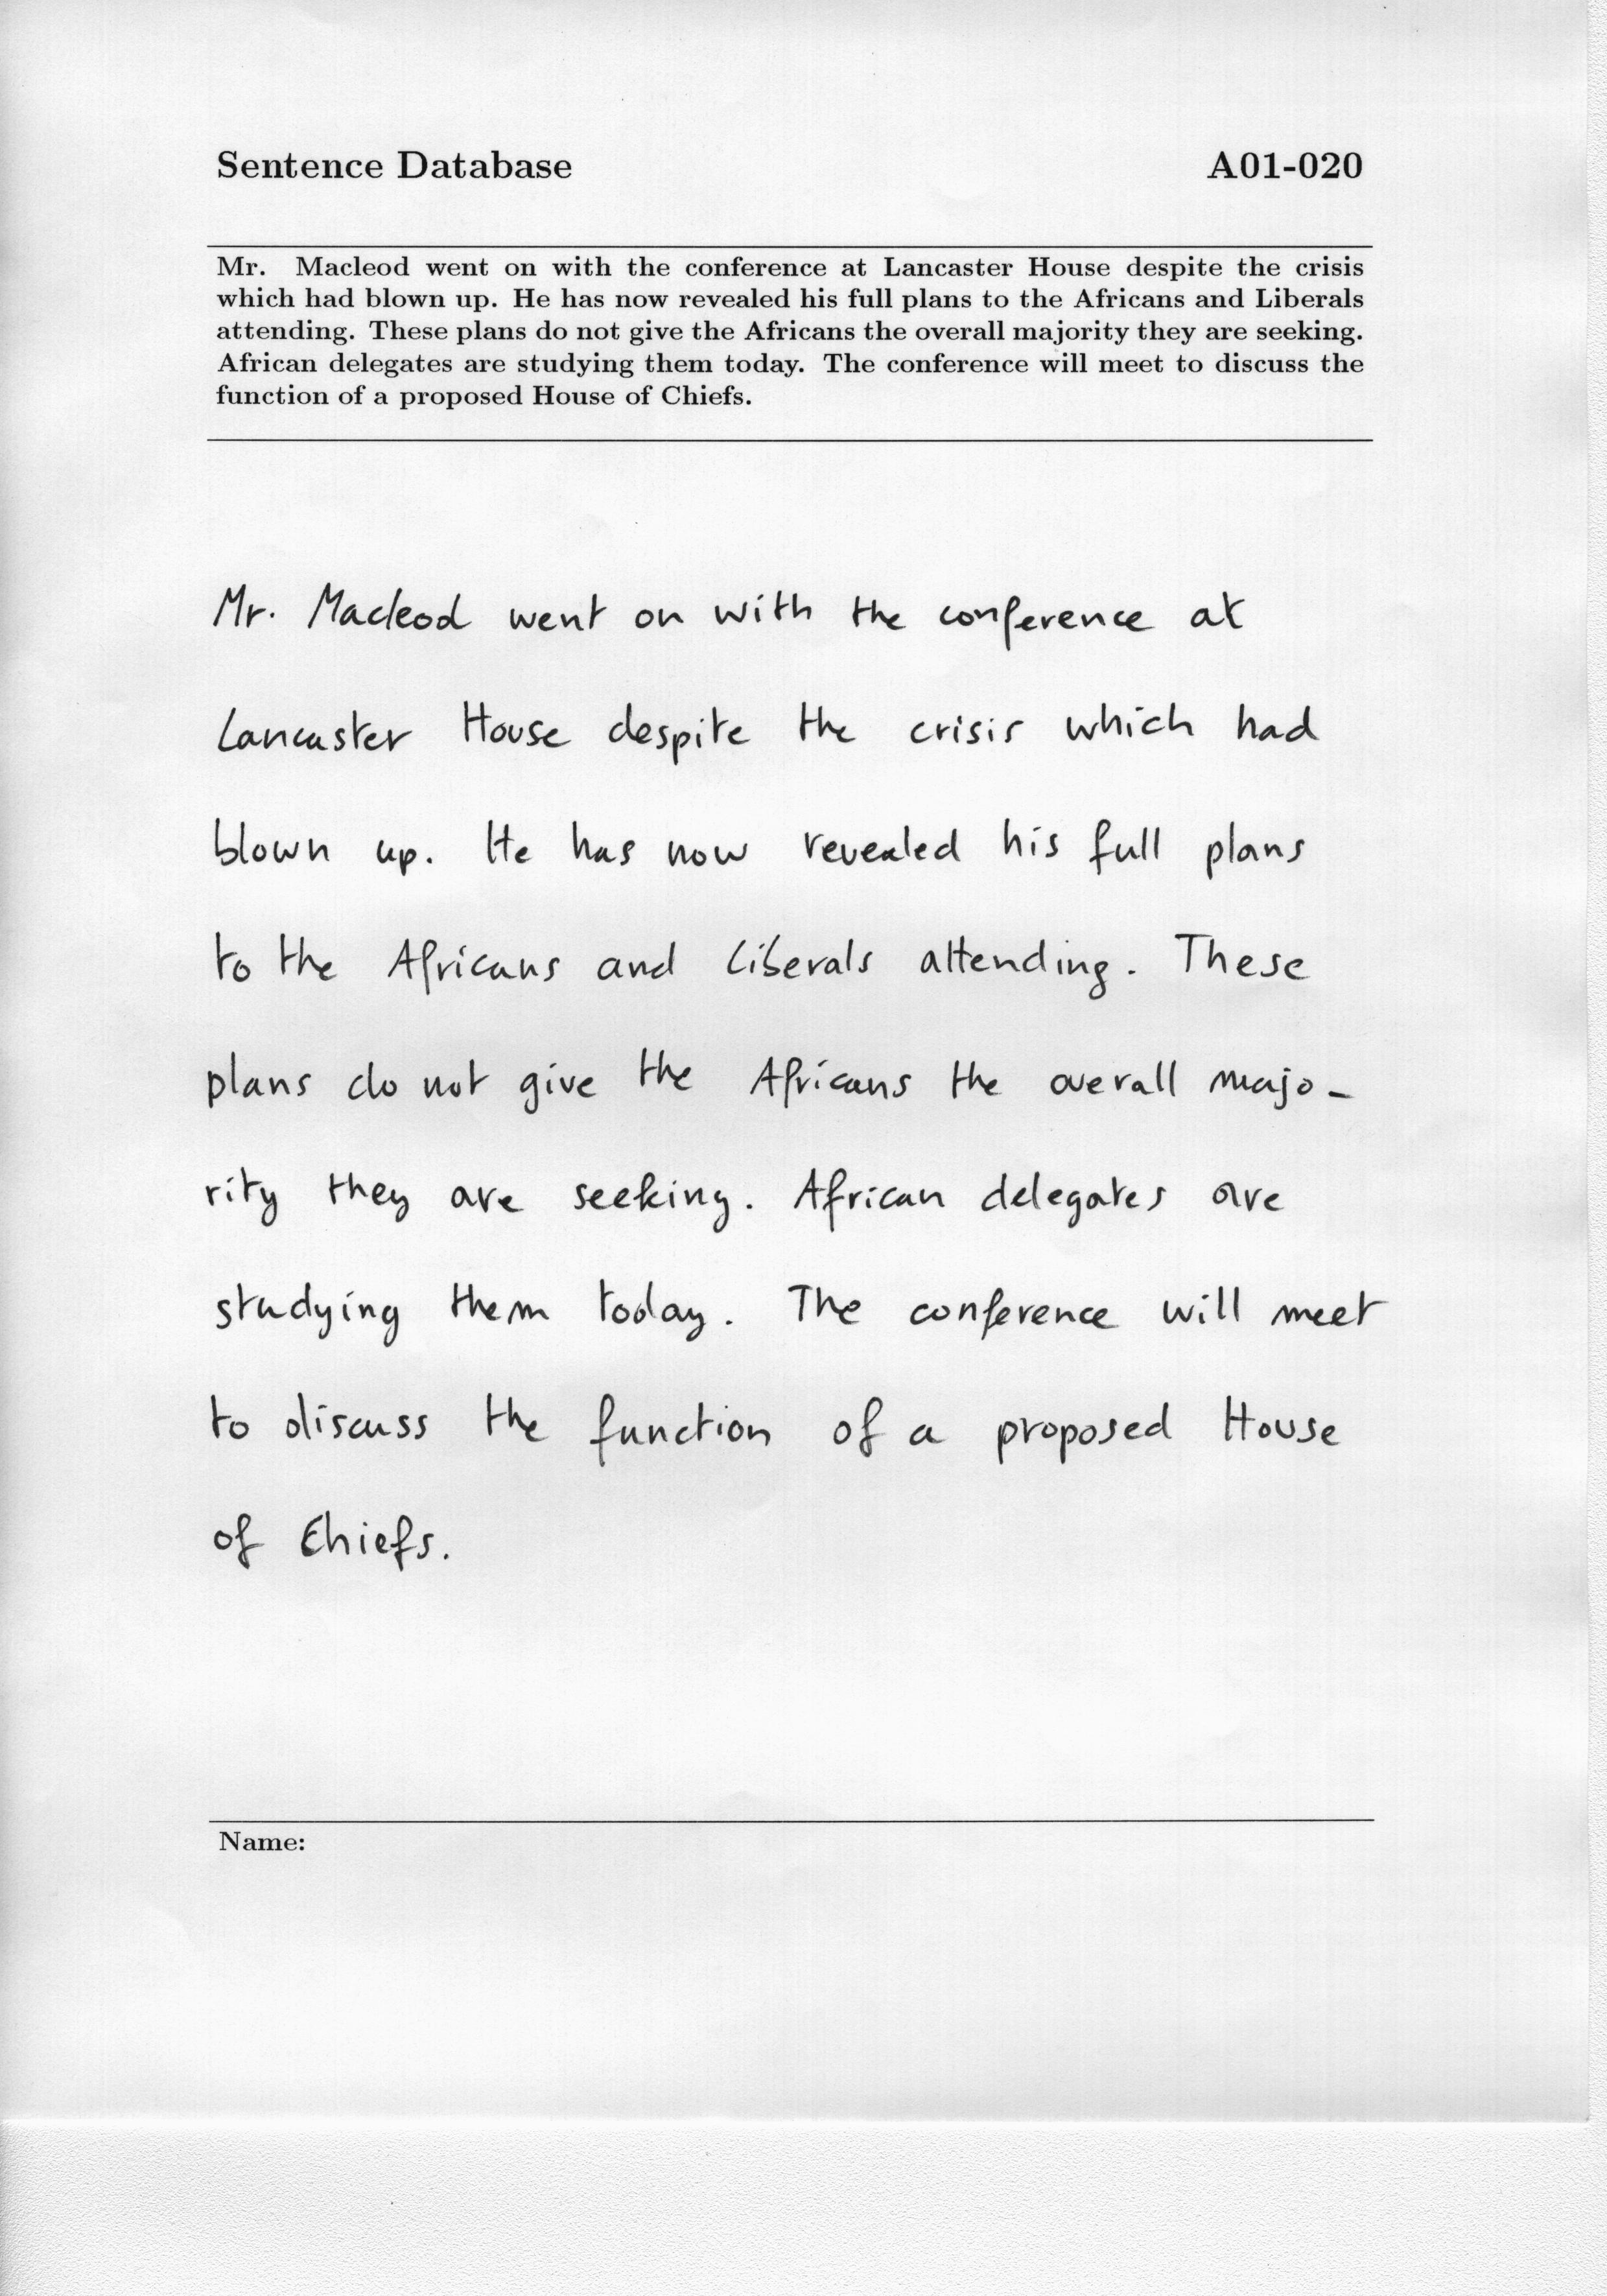 Sentence Database A01-020
Mr. Macleod went on with the conference at Lancaster House despite the crisis
which had blown up. He has now revealed his full plans to the Africans and Liberals
attending. These plans do not give the Africans the overall majority they are seeking.
African delegates are studying them today. The conference will meet to discuss the
function of a proposed House of Chiefs.
Mr. Macleod went on with the conference at
Lancaster House despite the crisis which had
blown up. He has now revealed his full plans
to the Africans and Liberals attending. These
plans do not give the Africans the overall majo-
rity they are seeking. African delegates are
studying them today. The conference will meet
to discuss the function of a proposed House
of Chiefs.
Name: